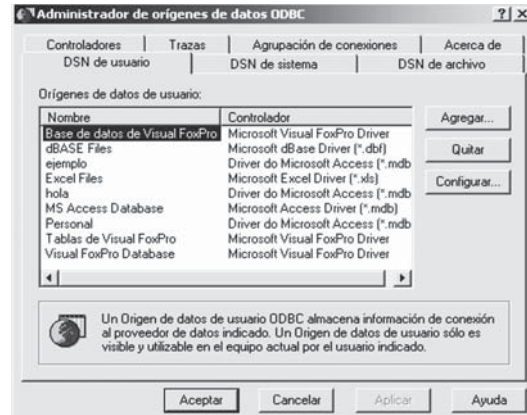 Administrador de orígenes de datos ODBC
Controladores Trazas Agrupación de conexiones Acerca de
DSN de usuario DSN de sistema DSN de archivo
Orígenes de datos de usuario:
Nombre Controlador
Base de datos de Visual FoxPro Microsoft Visual FoxPro Driver
dBASE Files Microsoft dBase Driver (*.dbf)
ejemplo Driver do Microsoft Access (*.mdb
Excel Files Microsoft Excel Driver (*.xls)
hola Driver do Microsoft Access (*.mdb
MS Access Database Microsoft Access Driver (*.mdb)
Personal Driver do Microsoft Access (*.mdb
Tablas de Visual FoxPro Microsoft Visual FoxPro Driver
Visual FoxPro Database Microsoft Visual FoxPro Driver
Agregar...
Quitar
Configurar...
Un Origen de datos de usuario ODBC almacena información de conexión
al proveedor de datos indicado. Un Origen de datos de usuario sólo es
visible y utilizable en el equipo actual por el usuario indicado.
Aceptar Cancelar Aplicar Ayuda